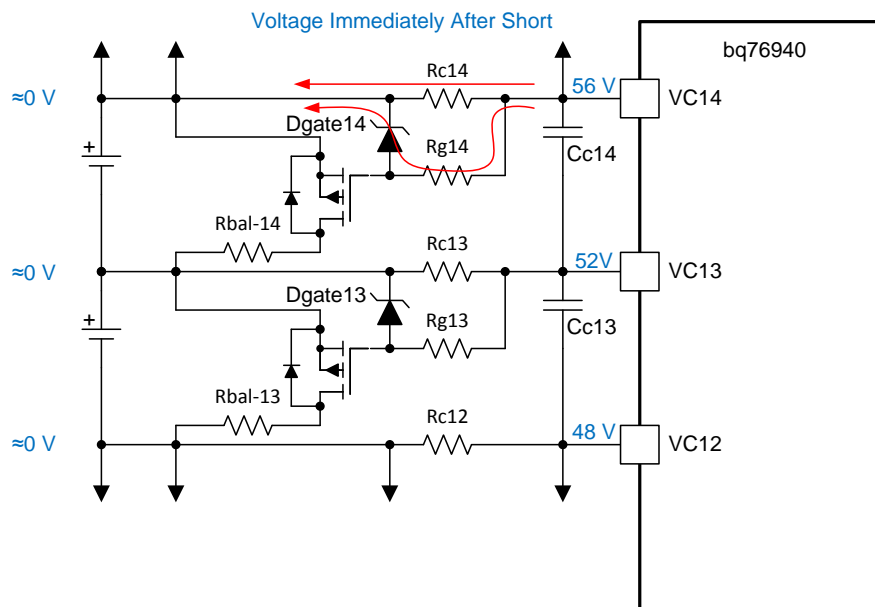 Voltage Immediately After Short
bq76940
≈0 V
Rc14
56 V
VC14
Dgate14
Rg14
Cc14
+
Rbal-14
≈0 V
Rc13
52V
VC13
Dgate13
Rg13
Cc13
+
Rbal-13
≈0 V
Rc12
48 V
VC12